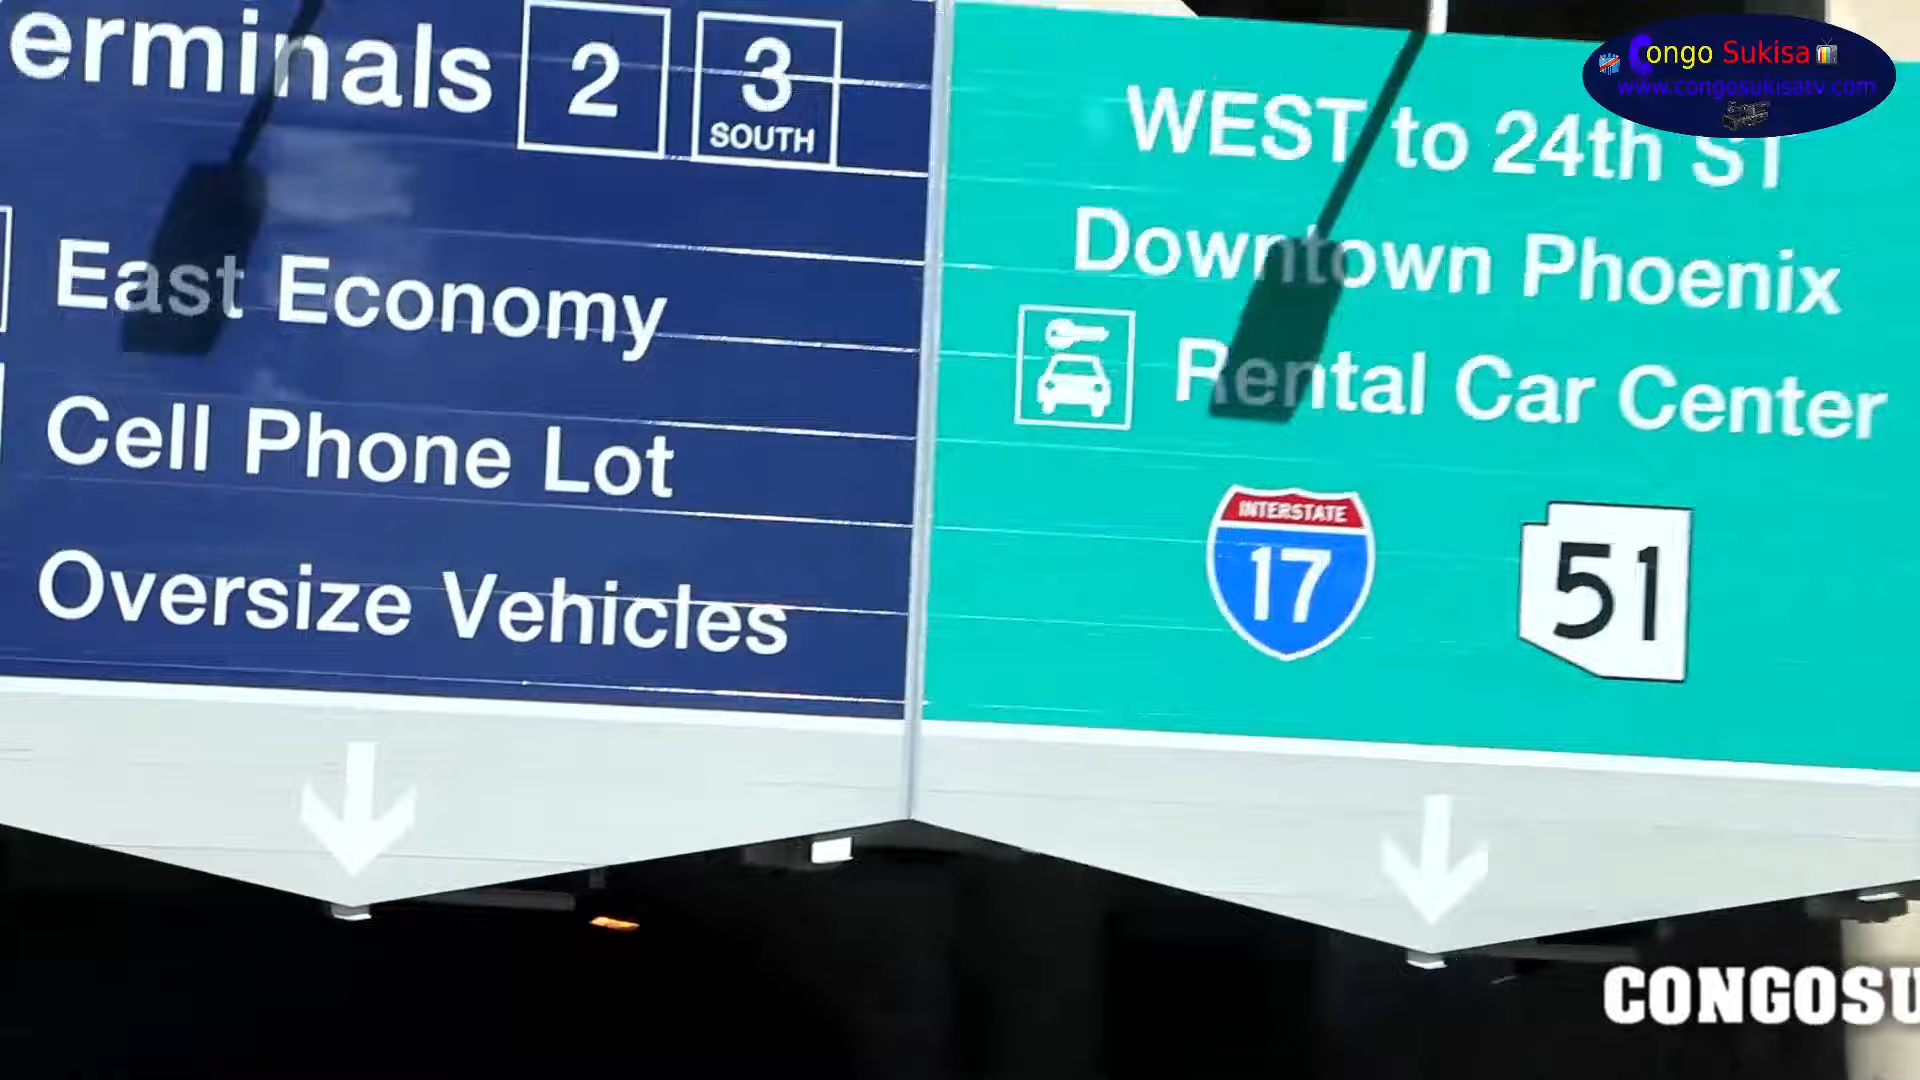 erminals 2 3
SOUTH
East Economy
Cell Phone Lot
Oversize Vehicles
WEST to 24th ST
Downtown Phoenix
Rental Car Center
INTERSTATE
17
51
Congo Sukisa
www.congosukisatv.com
CONGOSU